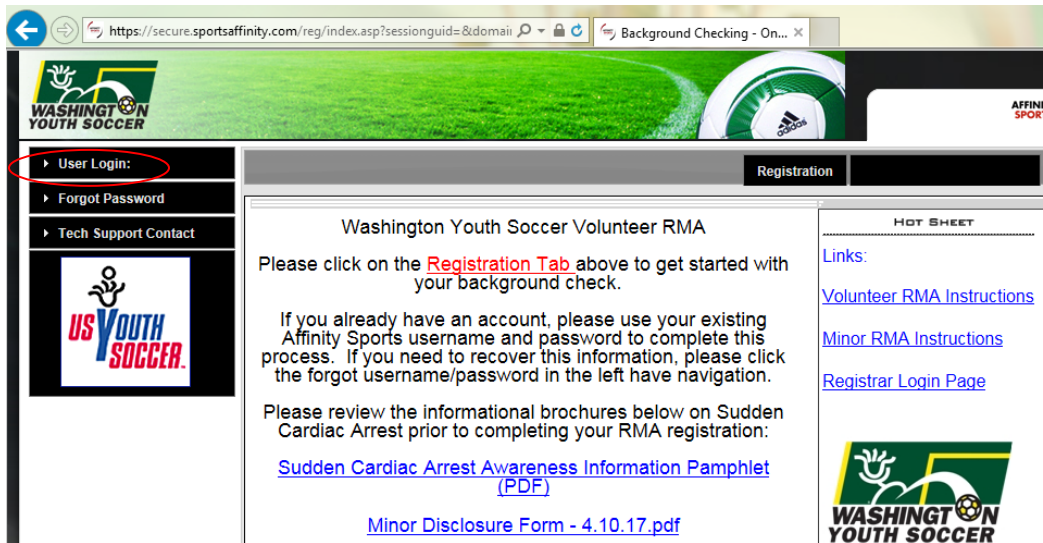 https://secure.sportsaffinity.com/reg/index.asp?sessionguid=&domai
Background Checking - On...
WASHINGTON
YOUTH SOCCER
adidas
AFFIN
SPOR
User Login:
Registration
Forgot Password
Tech Support Contact
US YOUTH
SOCCER.
Washington Youth Soccer Volunteer RMA
Please click on the Registration Tab above to get started with
your background check.
If you already have an account, please use your existing
Affinity Sports username and password to complete this
process. If you need to recover this information, please click
the forgot username/password in the left have navigation.
Please review the informational brochures below on Sudden
Cardiac Arrest prior to completing your RMA registration:
Sudden Cardiac Arrest Awareness Information Pamphlet
(PDF)
Minor Disclosure Form - 4.10.17.pdf
HOT SHEET
Links:
Volunteer RMA Instructions
Minor RMA Instructions
Registrar Login Page
WASHINGTON
YOUTH SOCCER